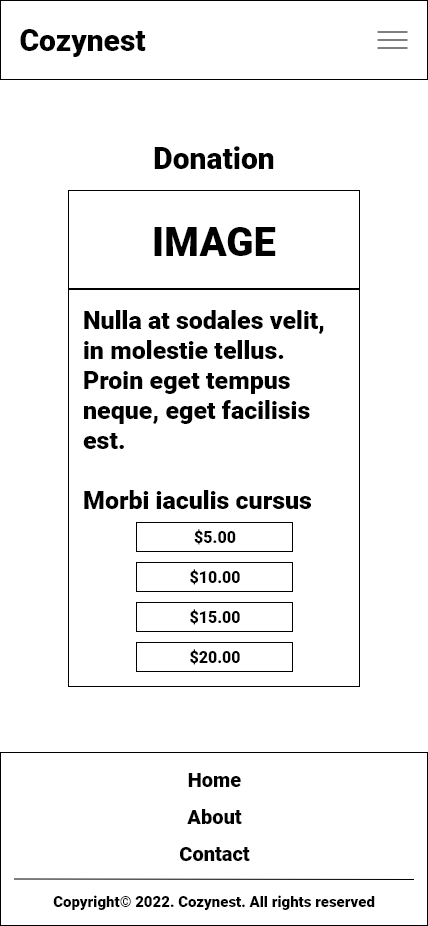 Cozynest
Donation
IMAGE
Nulla at sodales velit,
in molestie tellus.
Proin eget tempus
neque, eget facilisis
est.
Morbi iaculis cursus
$5.00
$10.00
$15.00
$20.00
Home
About
Contact
Copyright© 2022. Cozynest. All rights reserved